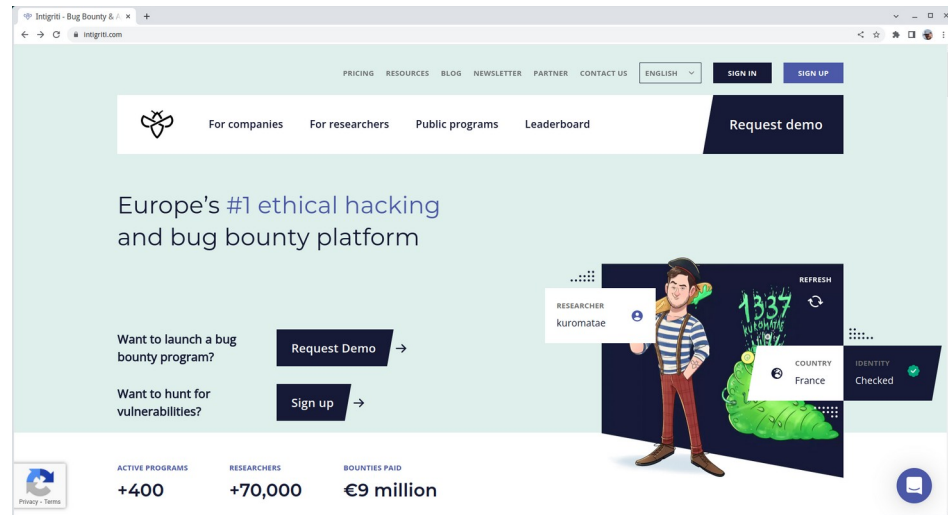 Intigriti - Bug Bounty & A
intigriti.com
PRICING RESOURCES BLOG NEWSLETTER PARTNER CONTACT US ENGLISH SIGN IN SIGN UP
For companies For researchers Public programs Leaderboard Request demo
Europe's #1 ethical hacking
and bug bounty platform
REFRESH
RESEARCHER
kuromatae
1337
KUROMATAE
Want to launch a bug
bounty program?
Request Demo
COUNTRY
France
IDENTITY
Checked
Want to hunt for
vulnerabilities?
Sign up
ACTIVE PROGRAMS RESEARCHERS BOUNTIES PAID
+400 +70,000 €9 million
Privacy - Terms